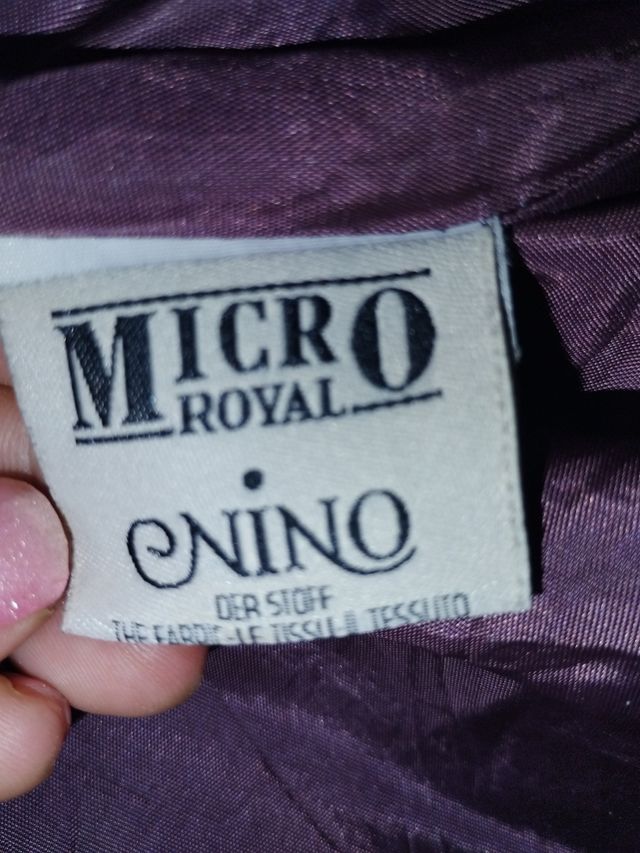 MICRO
ROYAL
NINO
DER STOFF
THE FABRIC-LE TISSU-IL TESSUTO